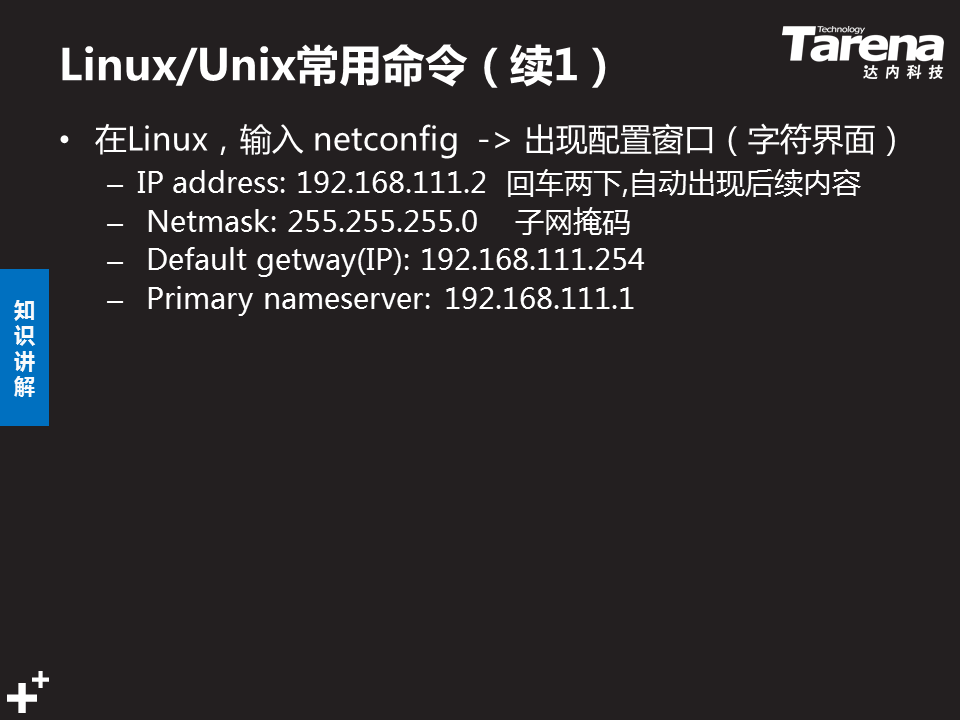 Linux/Unix常用命令（续1）
Technology
Tarena
达内科技
• 在Linux，输入 netconfig -> 出现配置窗口（字符界面）
– IP address: 192.168.111.2 回车两下,自动出现后续内容
– Netmask: 255.255.255.0 子网掩码
– Default getway(IP): 192.168.111.254
– Primary nameserver: 192.168.111.1
知识讲解